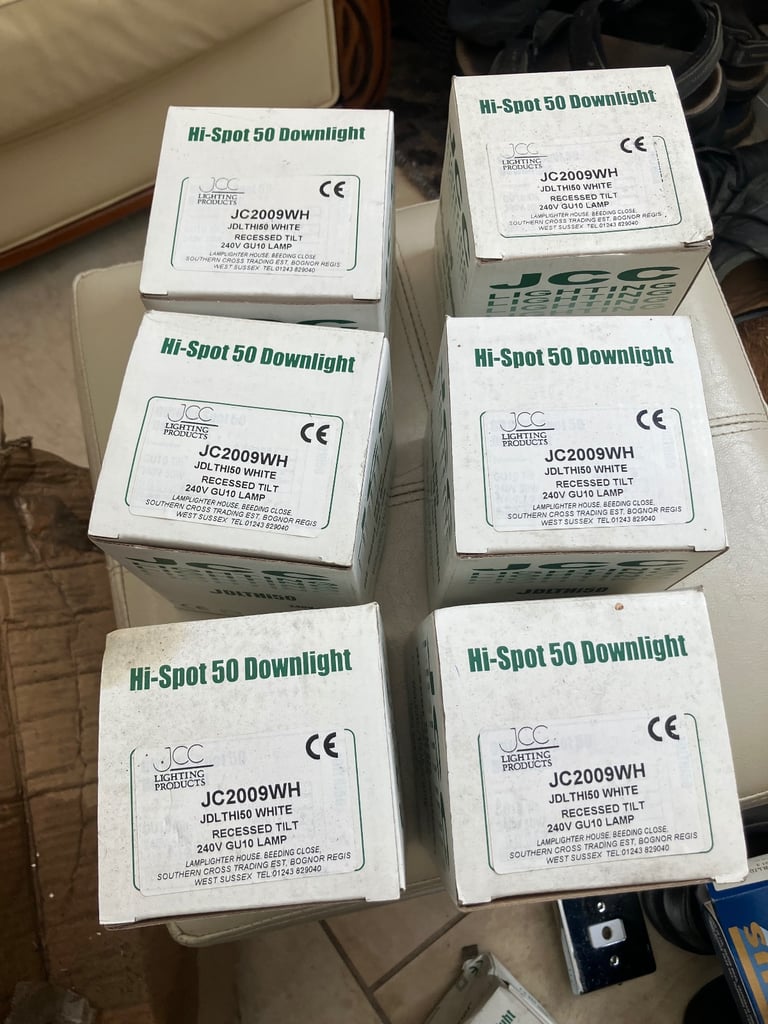 Hi-Spot 50 Downlight
JCC
LIGHTING
PRODUCTS
CE
JC2009WH
JDLTHI50 WHITE
RECESSED TILT
240V GU10 LAMP
LAMPLIGHTER HOUSE, BEEDING CLOSE,
SOUTHERN CROSS TRADING EST, BOGNOR REGIS
WEST SUSSEX TEL 01243 829040
JCC
Hi-Spot 50 Downlight
JCC
LIGHTING
PRODUCTS
CE
JC2009WH
JDLTHI50 WHITE
RECESSED TILT
240V GU10 LAMP
LAMPLIGHTER HOUSE, BEEDING CLOSE,
SOUTHERN CROSS TRADING EST, BOGNOR REGIS
WEST SUSSEX TEL 01243 829040
JCC
LIGHTING
LIGHTING
LIGHTING
Hi-Spot 50 Downlight
JCC
LIGHTING
PRODUCTS
CE
JC2009WH
JDLTHI50 WHITE
RECESSED TILT
240V GU10 LAMP
LAMPLIGHTER HOUSE, BEEDING CLOSE,
SOUTHERN CROSS TRADING EST, BOGNOR REGIS
WEST SUSSEX TEL 01243 829040
JCC
LIGHTING
JDLTHI50
Hi-Spot 50 Downlight
JCC
LIGHTING
PRODUCTS
CE
JC2009WH
JDLTHI50 WHITE
RECESSED TILT
240V GU10 LAMP
LAMPLIGHTER HOUSE, BEEDING CLOSE,
SOUTHERN CROSS TRADING EST, BOGNOR REGIS
WEST SUSSEX TEL 01243 829040
JCC
LIGHTING
JDLTHI50
Hi-Spot 50 Downlight
JCC
LIGHTING
PRODUCTS
CE
JC2009WH
JDLTHI50 WHITE
RECESSED TILT
240V GU10 LAMP
LAMPLIGHTER HOUSE, BEEDING CLOSE,
SOUTHERN CROSS TRADING EST, BOGNOR REGIS
WEST SUSSEX TEL 01243 829040
Hi-Spot 50 Downlight
JCC
LIGHTING
PRODUCTS
CE
JC2009WH
JDLTHI50 WHITE
RECESSED TILT
240V GU10 LAMP
LAMPLIGHTER HOUSE, BEEDING CLOSE,
SOUTHERN CROSS TRADING EST, BOGNOR REGIS
WEST SUSSEX TEL 01243 829040